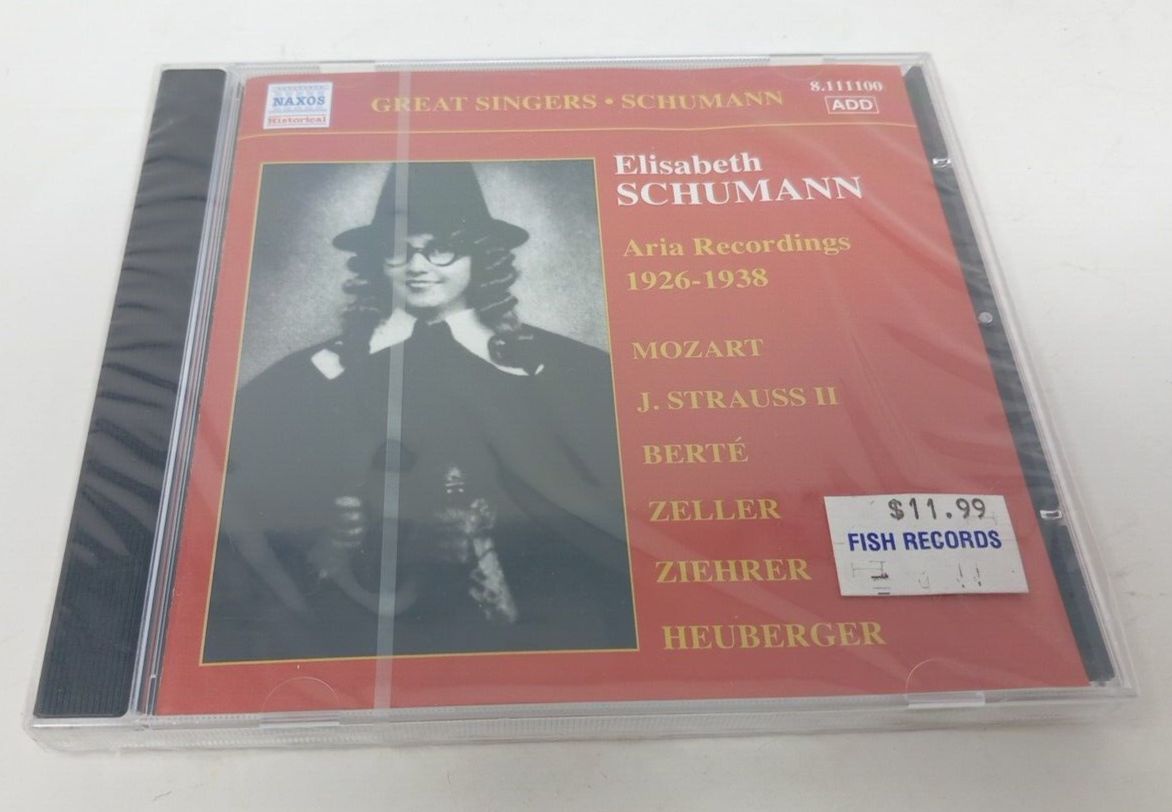 NAXOS
Historical
GREAT SINGERS • SCHUMANN
8.111100
ADD
Elisabeth
SCHUMANN
Aria Recordings
1926-1938
MOZART
J. STRAUSS II
BERTÉ
ZELLER
ZIEHRER
HEUBERGER
$11.99
FISH RECORDS